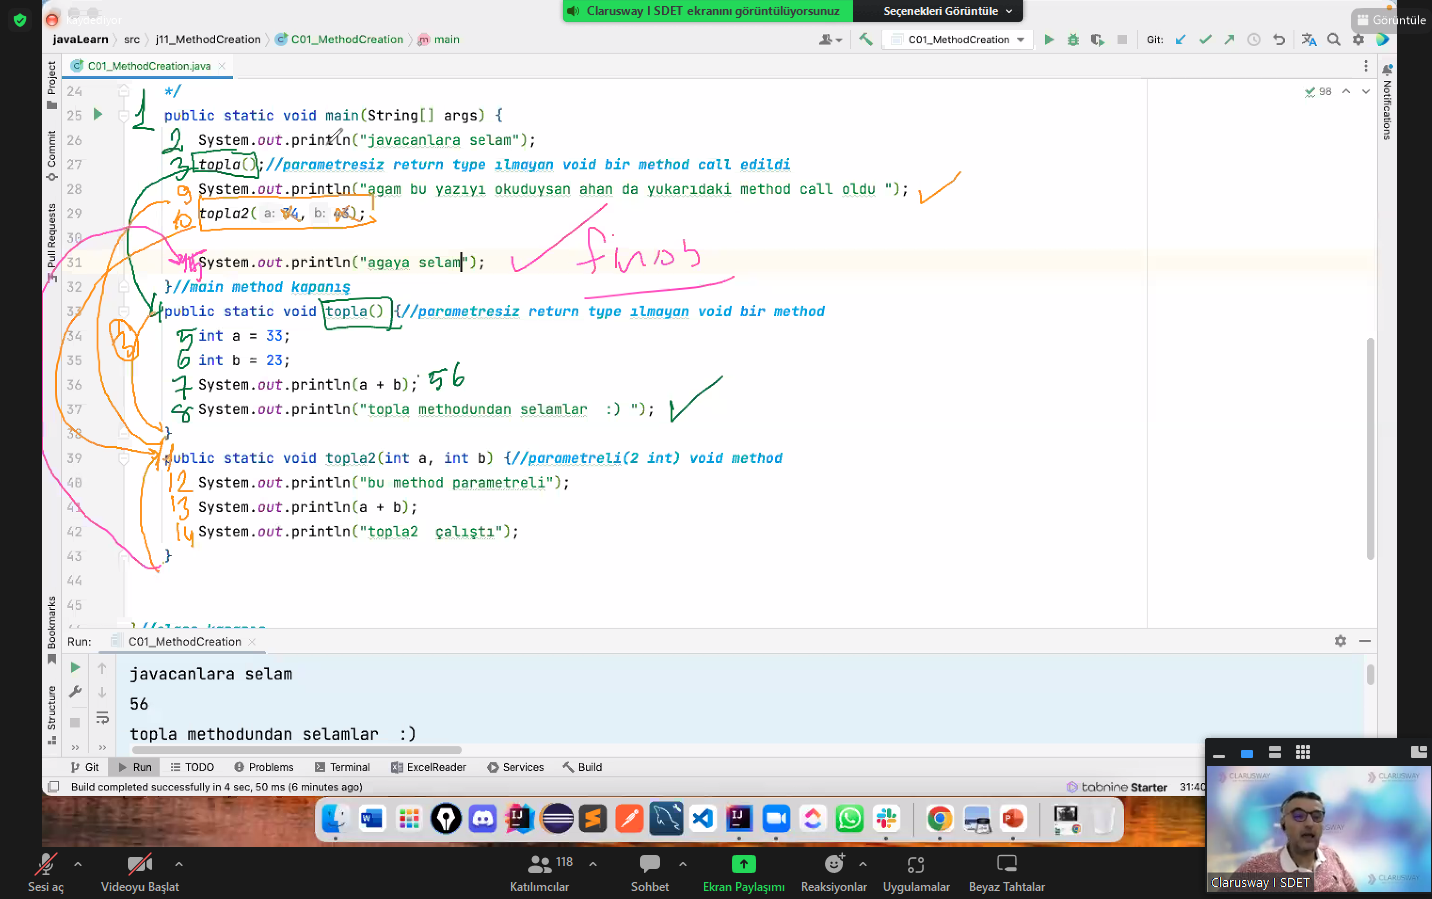 Clarusway I SDET ekranını görüntülüyorsunuz
Seçenekleri Görüntüle
Kaydediyor
Görüntüle
javaLearn
src
j11_MethodCreation
C01_MethodCreation
main
C01_MethodCreation
Git:
Project
C01_MethodCreation.java
Notifications
24 */
98
1
25 public static void main(String[] args) {
2
26 System.out.println("javacanlara selam");
3
27 topla();//parametresiz return type ılmayan void bir method call edildi
9
28 System.out.println("agam bu yazıyı okuduysan ahan da yukarıdaki method call oldu ");
10
29 topla2( a: 34, b: 43);
30
finish
15
31 System.out.println("agaya selam");
32 }//main method kapanış
4
33 public static void topla() {//parametresiz return type ılmayan void bir method
5
34 int a = 33;
6
35 int b = 23;
7
36 System.out.println(a + b);
56
8
37 System.out.println("topla methodundan selamlar  :) ");
38 }
11
39 public static void topla2(int a, int b) {//parametreli(2 int) void method
12
40 System.out.println("bu method parametreli");
13
41 System.out.println(a + b);
14
42 System.out.println("topla2  çalıştı");
43 }
44
45
}//class kapanış
Commit
Pull Requests
Bookmarks
Structure
Run:
C01_MethodCreation
javacanlara selam
56
topla methodundan selamlar  :)
Git
Run
TODO
Problems
Terminal
ExcelReader
Services
Build
Build completed successfully in 4 sec, 50 ms (6 minutes ago)
tabnine Starter
31:40
CLARUSWAY
CLARUSWAY
CLARUSWAY
Clarusway I SDET
Sesi aç
Videoyu Başlat
118
Katılımcılar
Sohbet
Ekran Paylaşımı
Reaksiyonlar
Uygulamalar
Beyaz Tahtalar